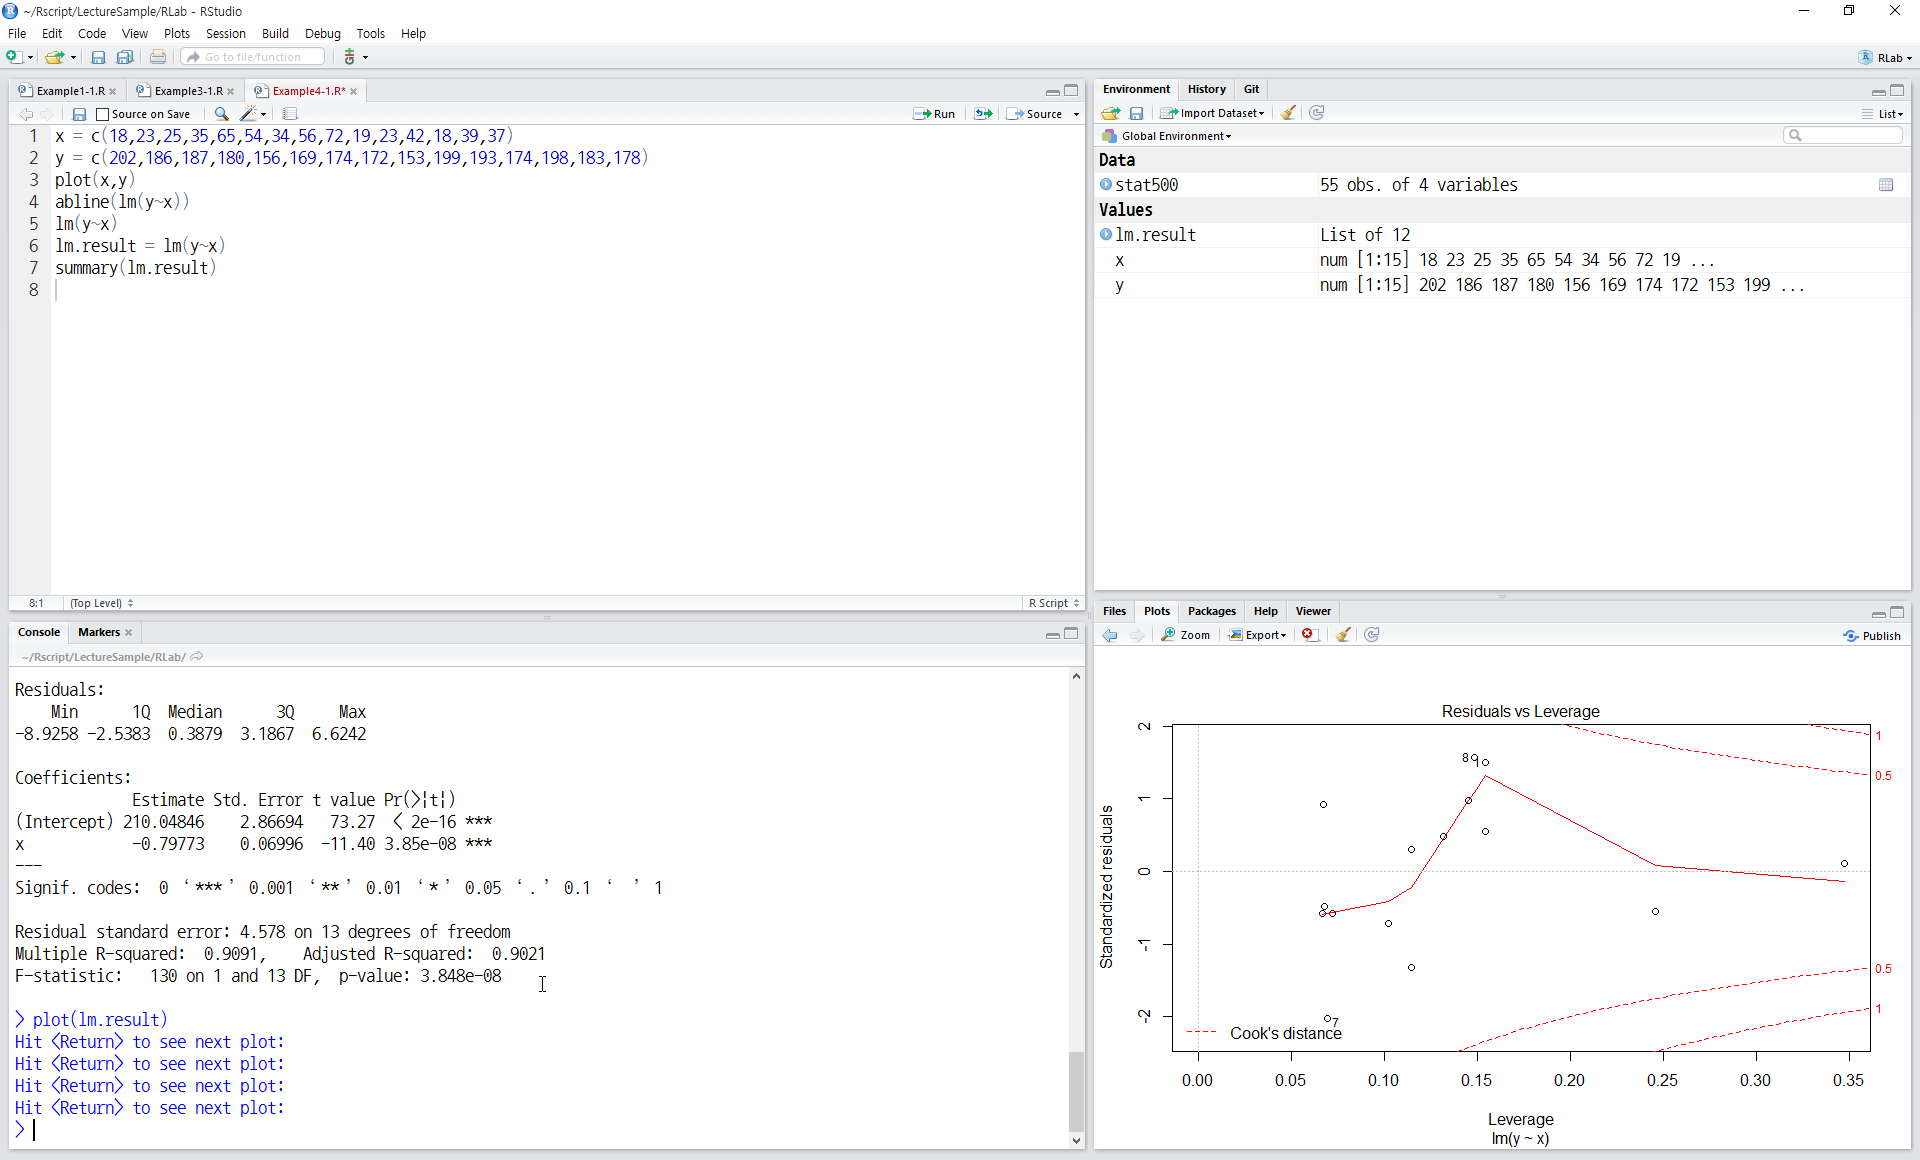 ~/Rscript/LectureSample/RLab - RStudio
File Edit Code View Plots Session Build Debug Tools Help
Go to file/function
RLab
Example1-1.R
Example3-1.R
Example4-1.R*
Source on Save
Run
Source
1 x = c(18,23,25,35,65,54,34,56,72,19,23,42,18,39,37)
2 y = c(202,186,187,180,156,169,174,172,153,199,193,174,198,183,178)
3 plot(x,y)
4 abline(lm(y~x))
5 lm(y~x)
6 lm.result = lm(y~x)
7 summary(lm.result)
8
8:1 (Top Level) R Script
Console Markers
~/Rscript/LectureSample/RLab/
Residuals:
    Min      1Q  Median      3Q     Max
-8.9258 -2.5383  0.3879  3.1867  6.6242
Coefficients:
             Estimate Std. Error t value Pr(>|t|)
(Intercept) 210.04846    2.86694   73.27  < 2e-16 ***
x            -0.79773    0.06996  -11.40 3.85e-08 ***
---
Signif. codes:  0 ‘***’ 0.001 ‘**’ 0.01 ‘*’ 0.05 ‘.’ 0.1 ‘ ’ 1
Residual standard error: 4.578 on 13 degrees of freedom
Multiple R-squared:  0.9091,    Adjusted R-squared:  0.9021
F-statistic:   130 on 1 and 13 DF,  p-value: 3.848e-08
> plot(lm.result)
Hit <Return> to see next plot:
Hit <Return> to see next plot:
Hit <Return> to see next plot:
Hit <Return> to see next plot:
>
Environment History Git
Import Dataset
List
Global Environment
Data
stat500 55 obs. of 4 variables
Values
lm.result List of 12
x num [1:15] 18 23 25 35 65 54 34 56 72 19 ...
y num [1:15] 202 186 187 180 156 169 174 172 153 199 ...
Files Plots Packages Help Viewer
Zoom Export Publish
Residuals vs Leverage
2
1
0
-1
-2
Standardized residuals
8
1
7
1
0.5
0.5
1
Cook's distance
0.00 0.05 0.10 0.15 0.20 0.25 0.30 0.35
Leverage
lm(y ~ x)